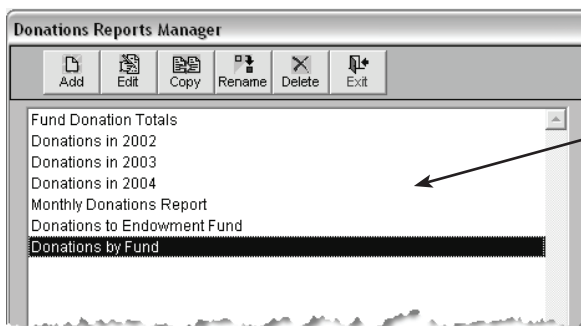 Donations Reports Manager
Add Edit Copy Rename Delete Exit
Fund Donation Totals
Donations in 2002
Donations in 2003
Donations in 2004
Monthly Donations Report
Donations to Endowment Fund
Donations by Fund